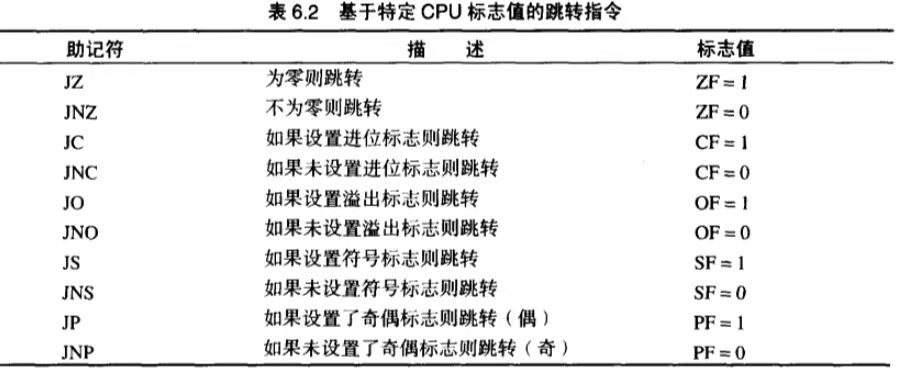 表 6.2 基于特定 CPU 标志值的跳转指令
助记符 描 述 标志值
JZ 为零则跳转 ZF = 1
JNZ 不为零则跳转 ZF = 0
JC 如果设置进位标志则跳转 CF = 1
JNC 如果未设置进位标志则跳转 CF = 0
JO 如果设置溢出标志则跳转 OF = 1
JNO 如果未设置溢出标志则跳转 OF = 0
JS 如果设置符号标志则跳转 SF = 1
JNS 如果未设置符号标志则跳转 SF = 0
JP 如果设置了奇偶标志则跳转（偶） PF = 1
JNP 如果未设置了奇偶标志则跳转（奇） PF = 0